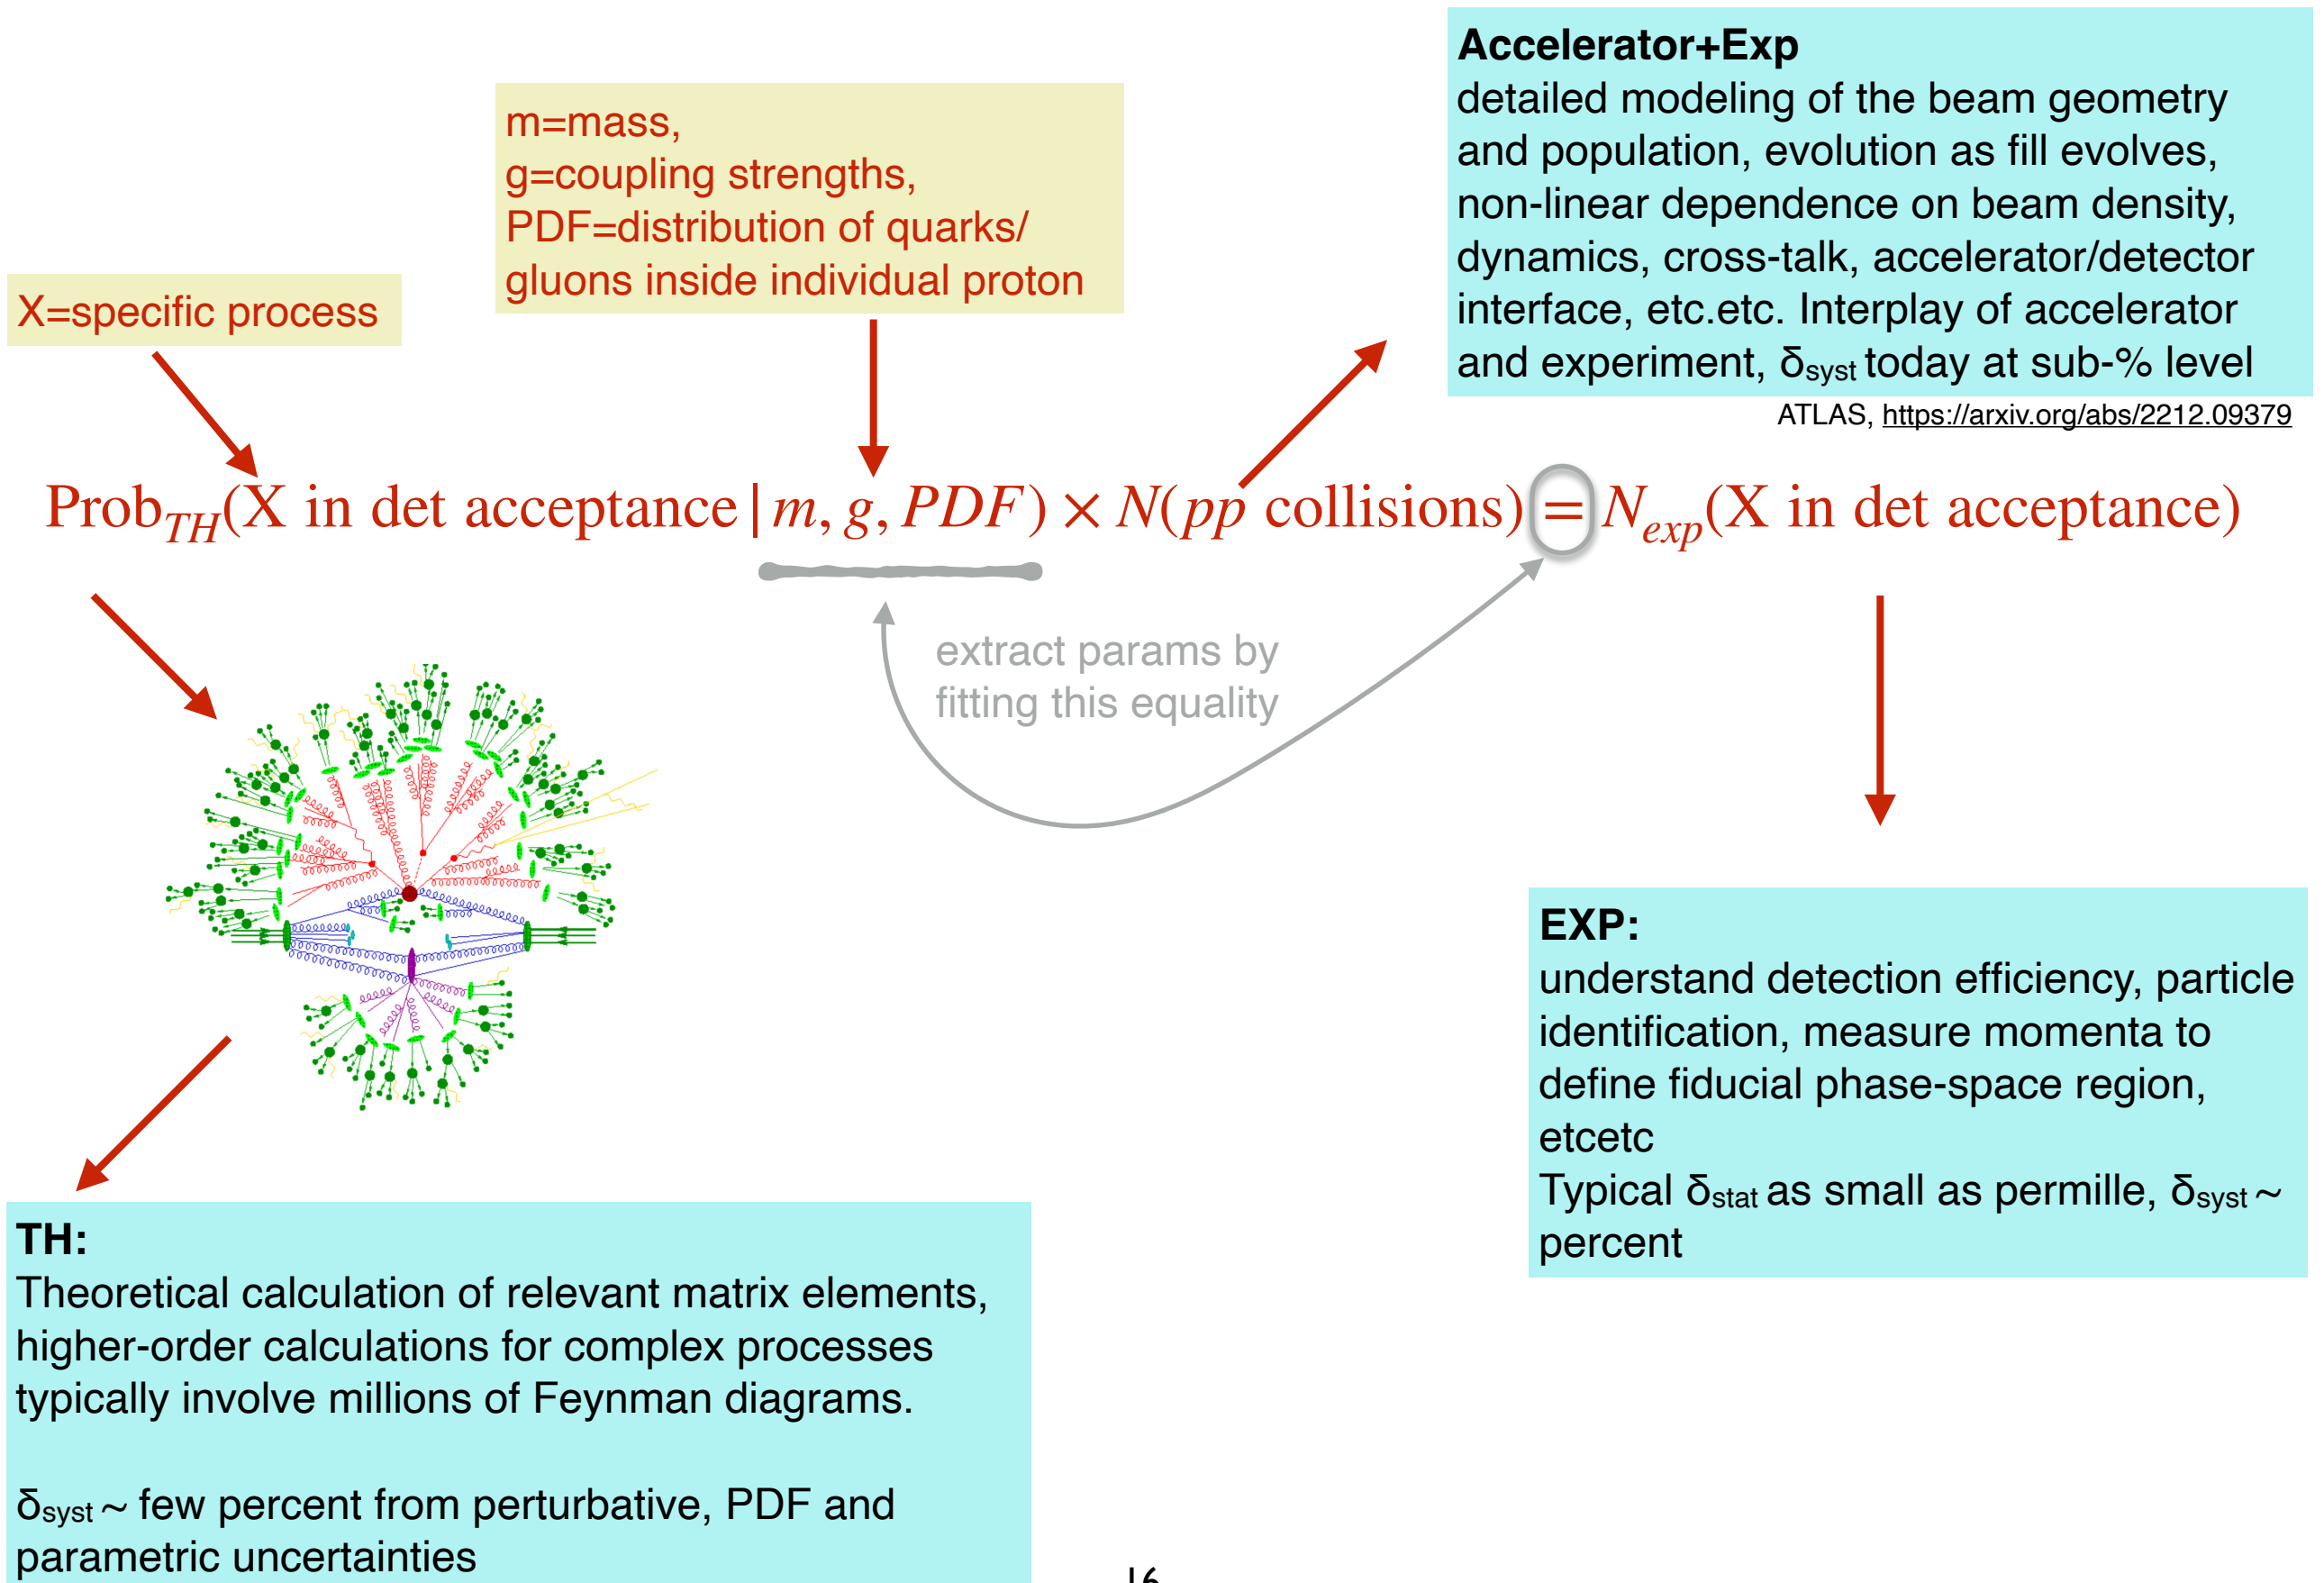 Accelerator+Exp
detailed modeling of the beam geometry
and population, evolution as fill evolves,
non-linear dependence on beam density,
dynamics, cross-talk, accelerator/detector
interface, etc.etc. Interplay of accelerator
and experiment, δsyst today at sub-% level
ATLAS, https://arxiv.org/abs/2212.09379
m=mass,
g=coupling strengths,
PDF=distribution of quarks/
gluons inside individual proton
X=specific process
Prob_TH(X in det acceptance | m, g, PDF) × N(pp collisions) = N_exp(X in det acceptance)
extract params by
fitting this equality
EXP:
understand detection efficiency, particle
identification, measure momenta to
define fiducial phase-space region,
etcetc
Typical δstat as small as permille, δsyst ~
percent
TH:
Theoretical calculation of relevant matrix elements,
higher-order calculations for complex processes
typically involve millions of Feynman diagrams.
δsyst ~ few percent from perturbative, PDF and
parametric uncertainties
16